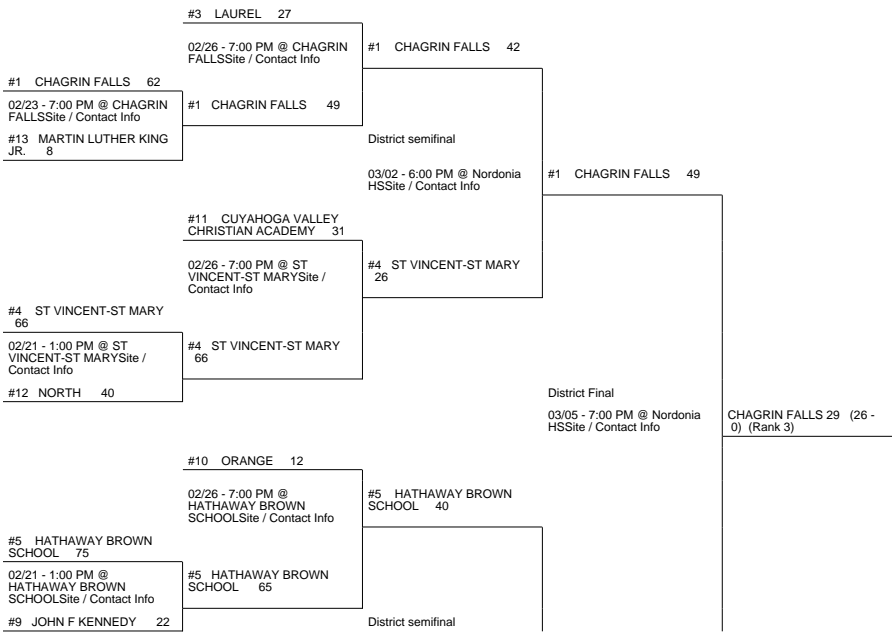 #3 LAUREL 27
02/26 - 7:00 PM @ CHAGRIN
FALLSSite / Contact Info
#1 CHAGRIN FALLS 42
#1 CHAGRIN FALLS 62
02/23 - 7:00 PM @ CHAGRIN
FALLSSite / Contact Info
#1 CHAGRIN FALLS 49
#13 MARTIN LUTHER KING
JR. 8
District semifinal
03/02 - 6:00 PM @ Nordonia
HSSite / Contact Info
#1 CHAGRIN FALLS 49
#11 CUYAHOGA VALLEY
CHRISTIAN ACADEMY 31
02/26 - 7:00 PM @ ST
VINCENT-ST MARYSite /
Contact Info
#4 ST VINCENT-ST MARY
26
#4 ST VINCENT-ST MARY
66
02/21 - 1:00 PM @ ST
VINCENT-ST MARYSite /
Contact Info
#4 ST VINCENT-ST MARY
66
#12 NORTH 40
District Final
03/05 - 7:00 PM @ Nordonia
HSSite / Contact Info
CHAGRIN FALLS 29 (26 -
0) (Rank 3)
#10 ORANGE 12
02/26 - 7:00 PM @
HATHAWAY BROWN
SCHOOLSite / Contact Info
#5 HATHAWAY BROWN
SCHOOL 40
#5 HATHAWAY BROWN
SCHOOL 75
02/21 - 1:00 PM @
HATHAWAY BROWN
SCHOOLSite / Contact Info
#5 HATHAWAY BROWN
SCHOOL 65
#9 JOHN F KENNEDY 22
District semifinal